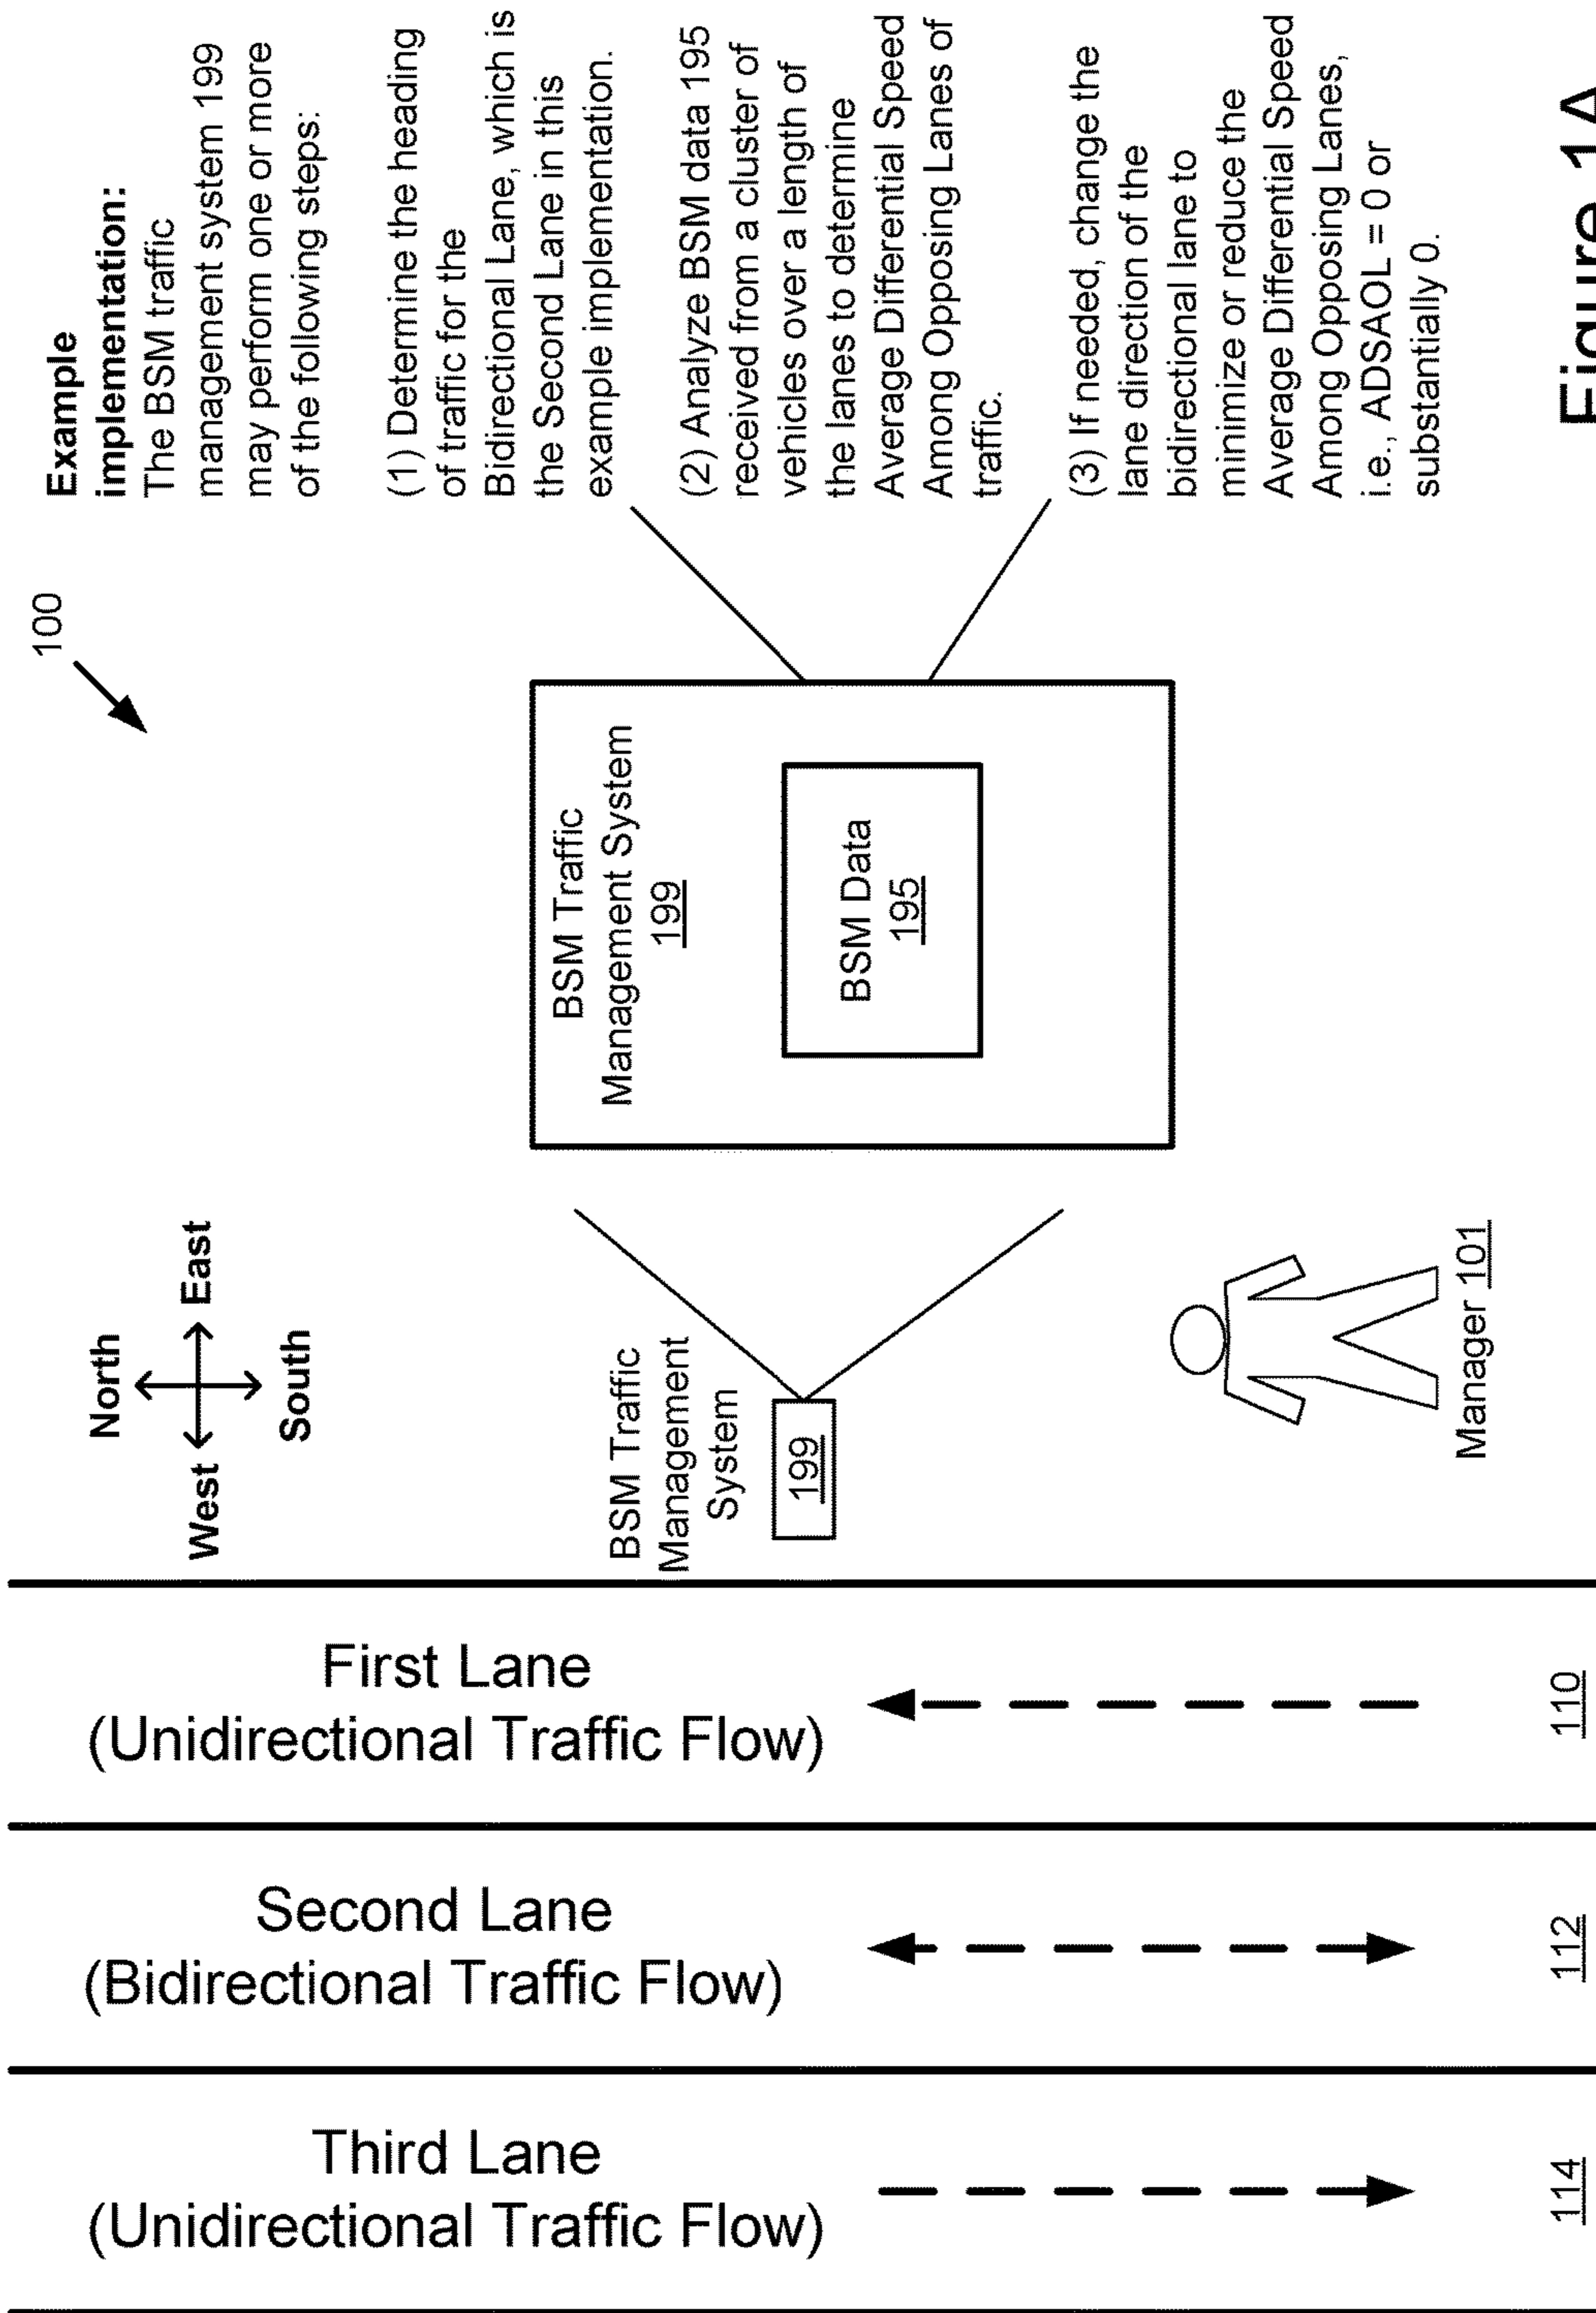 Third Lane
(Unidirectional Traffic Flow)
114
Second Lane
(Bidirectional Traffic Flow)
112
First Lane
(Unidirectional Traffic Flow)
110
North
West
East
South
BSM Traffic
Management
System
199
Manager 101
100
BSM Traffic
Management System
199
BSM Data
195
Example
implementation:
The BSM traffic
management system 199
may perform one or more
of the following steps:
(1) Determine the heading
of traffic for the
Bidirectional Lane, which is
the Second Lane in this
example implementation.
(2) Analyze BSM data 195
received from a cluster of
vehicles over a length of
the lanes to determine
Average Differential Speed
Among Opposing Lanes of
traffic.
(3) If needed, change the
lane direction of the
bidirectional lane to
minimize or reduce the
Average Differential Speed
Among Opposing Lanes,
i.e., ADSAOL = 0 or
substantially 0.
Figure 1A